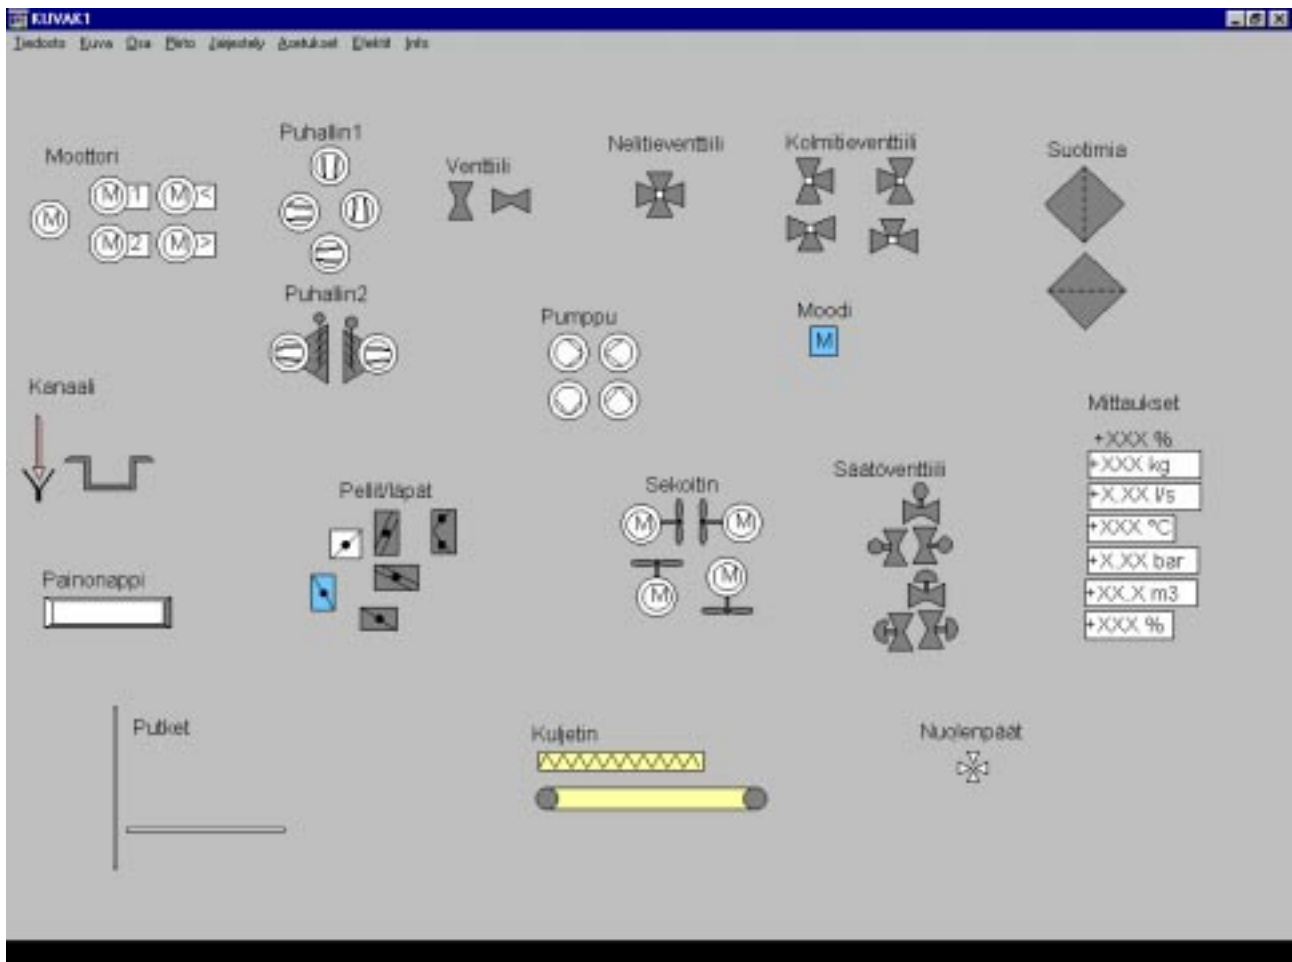 KUVAK1
Tiedosto Kuva Osa Piirto Järjestely Asetukset Efektit Info
Puhallin1
Nelitieventtiili
Kolmitieventtiili
Moottori
Venttiili
Suotimia
M
M 1
M <
M 2
M >
Puhallin2
Pumppu
Moodi
M
Kanaali
Mittaukset
+XXX %
+XXX kg
+X.XX l/s
+XXX °C
+X.XX bar
+XX.X m3
+XXX %
Säätöventtiili
Sekoitin
M
M
M
M
Pellit/läpät
Painonappi
Putket
Kuljetin
Nuolenpäät